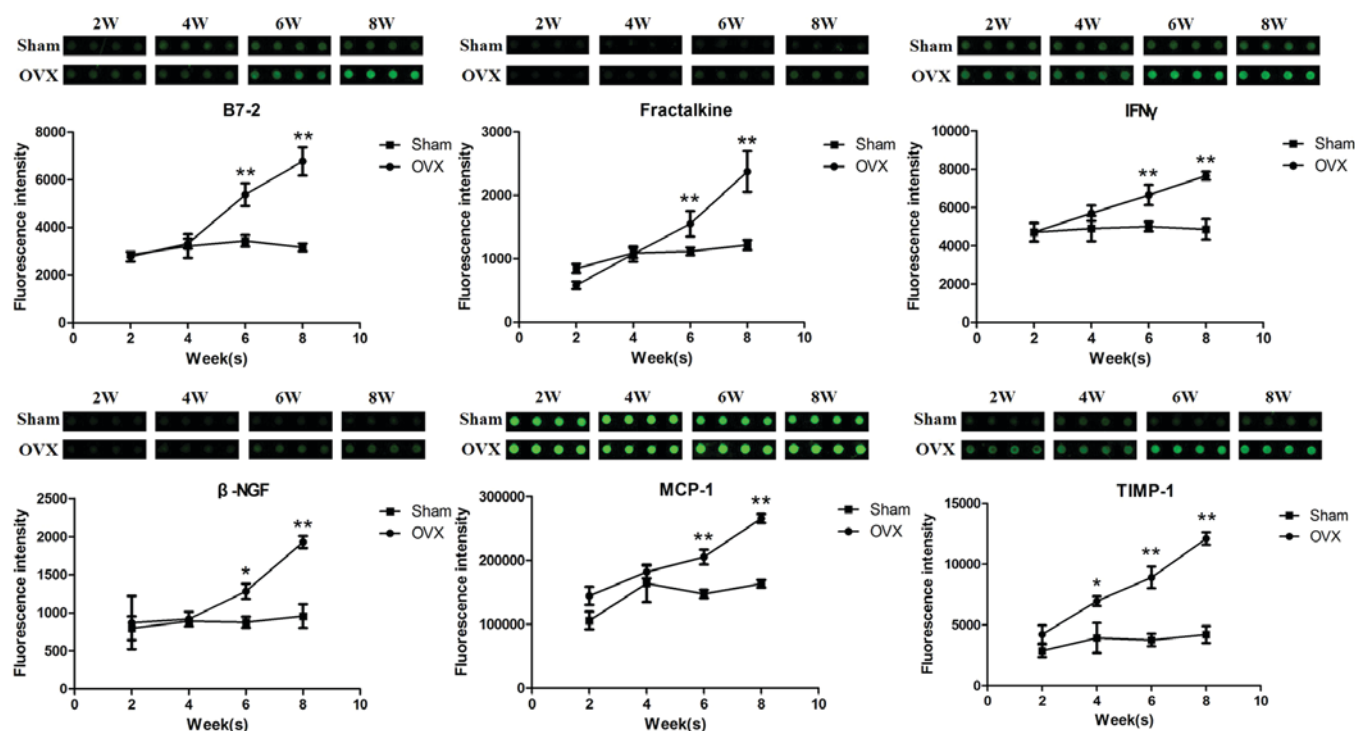 2W 4W 6W 8W
Sham
OVX
B7-2
8000
6000
4000
2000
0
Fluorescence intensity
** **
Sham
OVX
0 2 4 6 8 10
Week(s)
2W 4W 6W 8W
Sham
OVX
Fractalkine
3000
2000
1000
0
Fluorescence intensity
** **
Sham
OVX
0 2 4 6 8 10
Week(s)
2W 4W 6W 8W
Sham
OVX
IFNγ
10000
8000
6000
4000
2000
0
Fluorescence intensity
** **
Sham
OVX
0 2 4 6 8 10
Week(s)
2W 4W 6W 8W
Sham
OVX
β -NGF
2500
2000
1500
1000
500
0
Fluorescence intensity
* **
Sham
OVX
0 2 4 6 8 10
Week(s)
2W 4W 6W 8W
Sham
OVX
MCP-1
300000
200000
100000
0
Fluorescence intensity
** **
Sham
OVX
0 2 4 6 8 10
Week(s)
2W 4W 6W 8W
Sham
OVX
TIMP-1
15000
10000
5000
0
Fluorescence intensity
* ** **
Sham
OVX
0 2 4 6 8 10
Week(s)